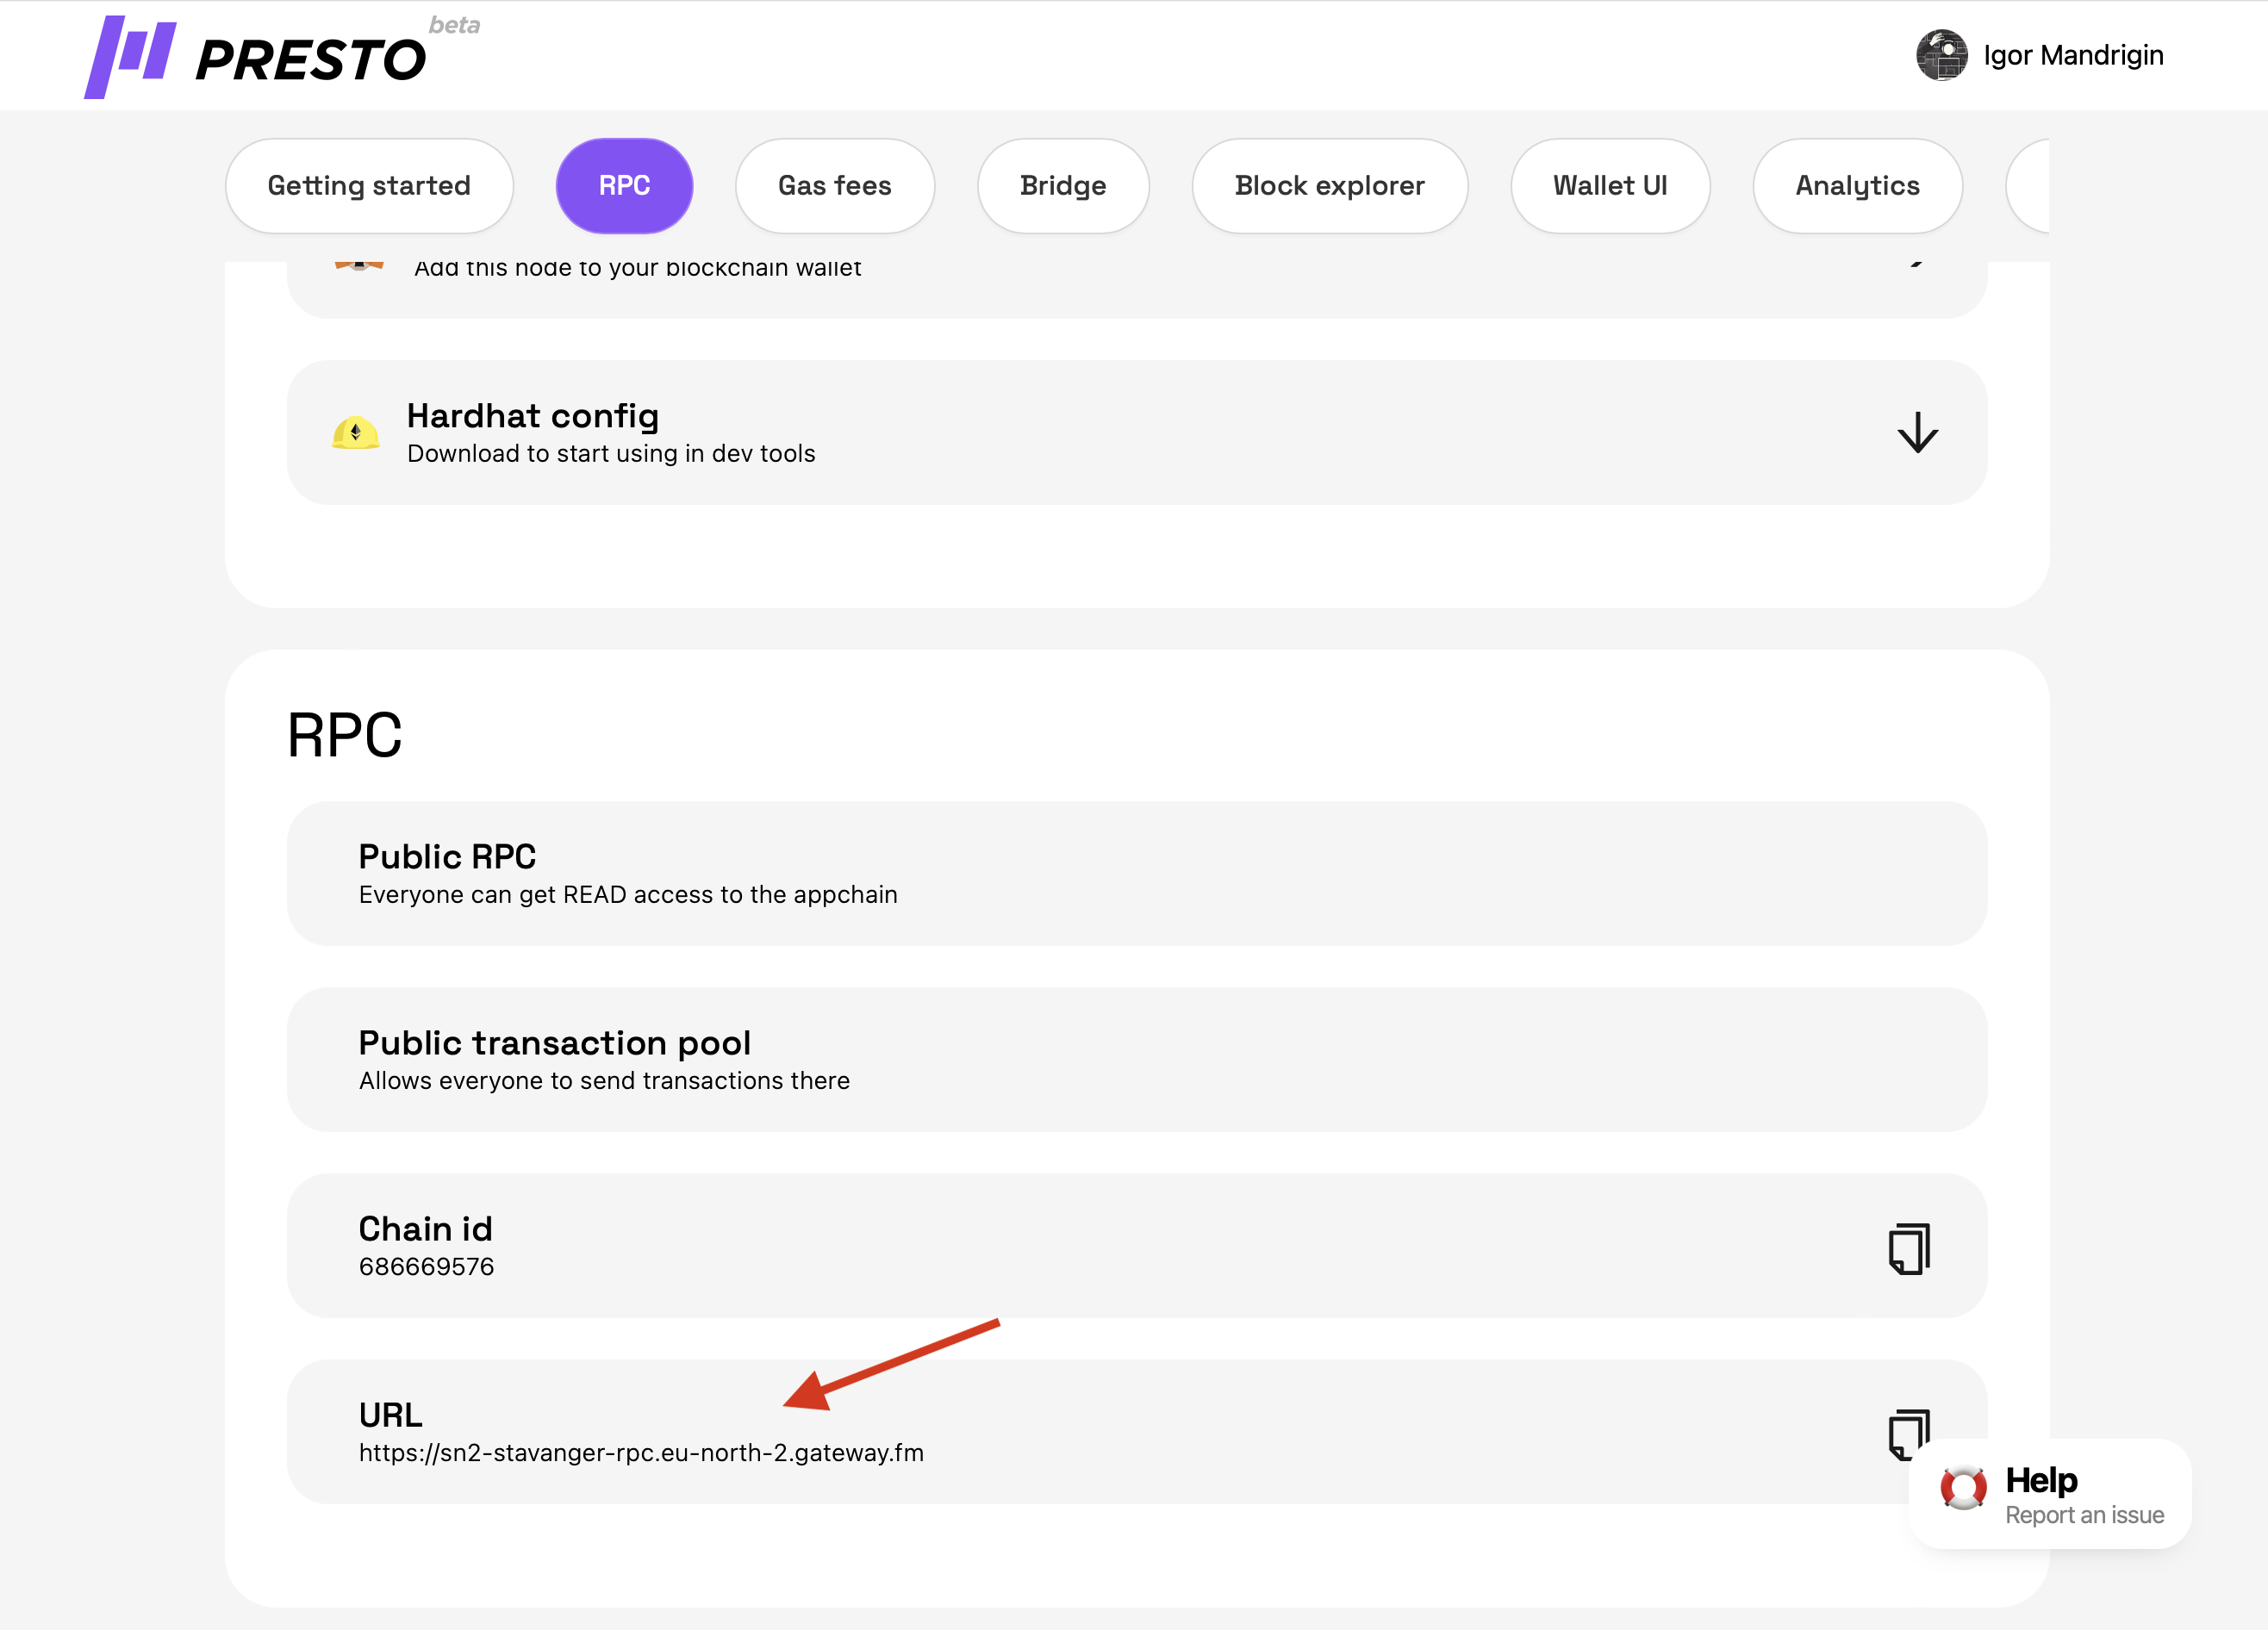 PRESTO beta
Igor Mandrigin
Getting started
RPC
Gas fees
Bridge
Block explorer
Wallet UI
Analytics
Add this node to your blockchain wallet
Hardhat config
Download to start using in dev tools
RPC
Public RPC
Everyone can get READ access to the appchain
Public transaction pool
Allows everyone to send transactions there
Chain id
686669576
URL
https://sn2-stavanger-rpc.eu-north-2.gateway.fm
Help
Report an issue